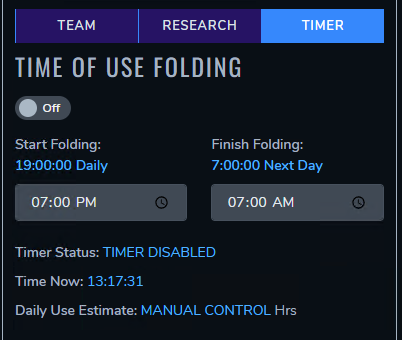 TEAM RESEARCH TIMER
TIME OF USE FOLDING
Off
Start Folding: Finish Folding:
19:00:00 Daily 7:00:00 Next Day
07:00 PM 07:00 AM
Timer Status: TIMER DISABLED
Time Now: 13:17:31
Daily Use Estimate: MANUAL CONTROL Hrs